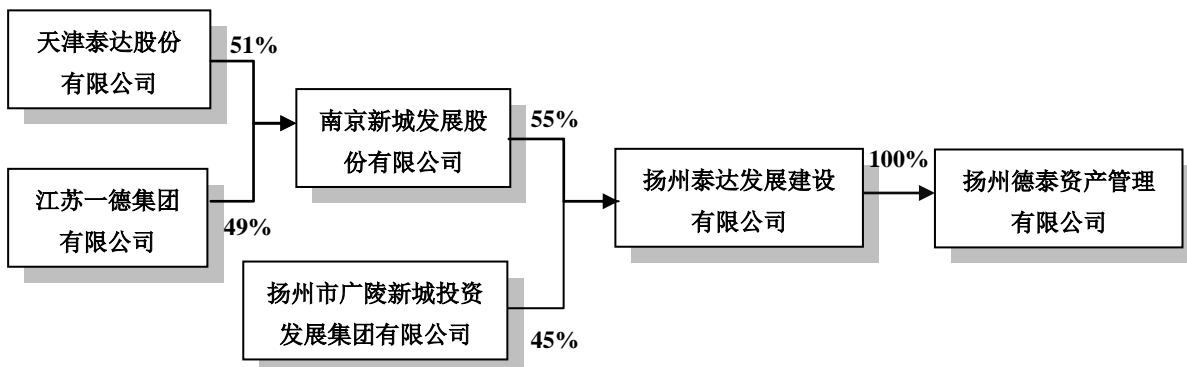 天津泰达股份
有限公司
51%
江苏一德集团
有限公司
49%
南京新城发展股
份有限公司
55%
扬州市广陵新城投资
发展集团有限公司
45%
扬州泰达发展建设
有限公司
100%
扬州德泰资产管理
有限公司